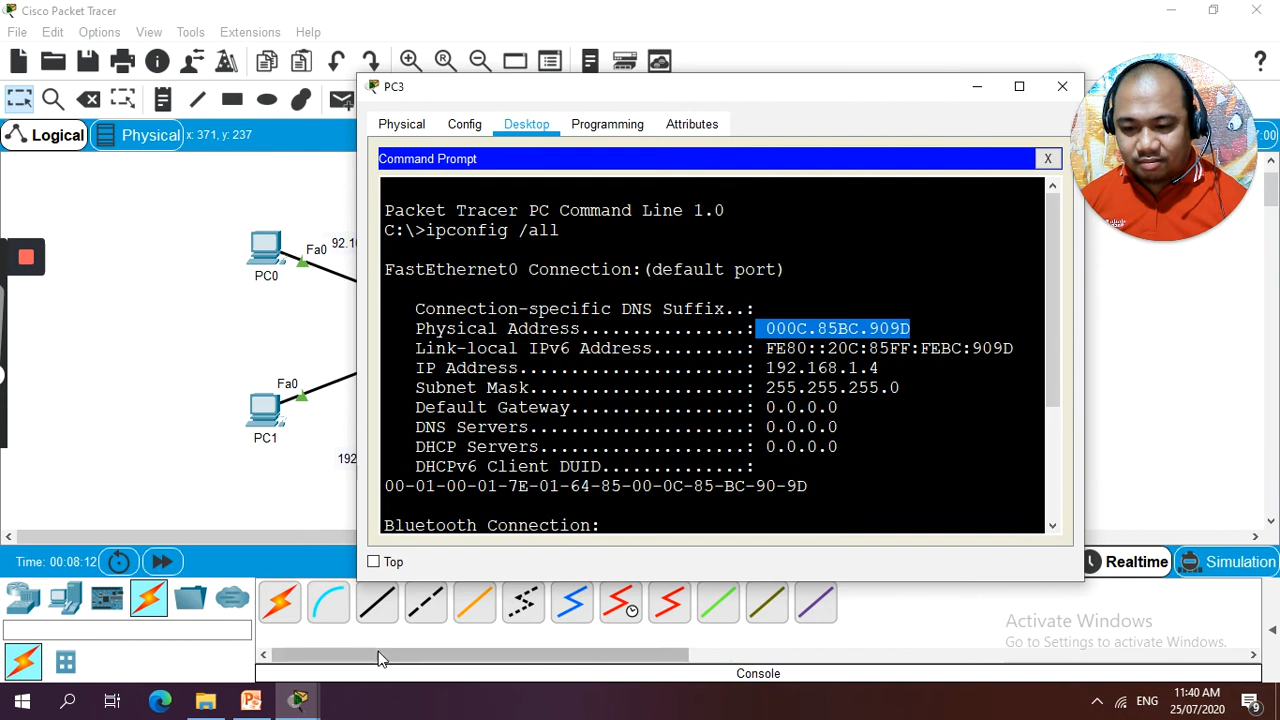 Cisco Packet Tracer
File Edit Options View Tools Extensions Help
PC3
Logical
Physical x: 371, y: 237
:00
Physical Config Desktop Programming Attributes
Command Prompt X
Packet Tracer PC Command Line 1.0
C:\>ipconfig /all
FastEthernet0 Connection:(default port)
Connection-specific DNS Suffix..:
Physical Address................: 000C.85BC.909D
Link-local IPv6 Address.........: FE80::20C:85FF:FEBC:909D
IP Address......................: 192.168.1.4
Subnet Mask.....................: 255.255.255.0
Default Gateway.................: 0.0.0.0
DNS Servers.....................: 0.0.0.0
DHCP Servers....................: 0.0.0.0
DHCPv6 Client DUID..............:
00-01-00-01-7E-01-64-85-00-0C-85-BC-90-9D
Bluetooth Connection:
Top
Fa0 92.16
PC0
Fa0
PC1
192
Time: 00:08:12
Realtime
Simulation
Activate Windows
Go to Settings to activate Windows.
Console
ENG
11:40 AM
25/07/2020
9